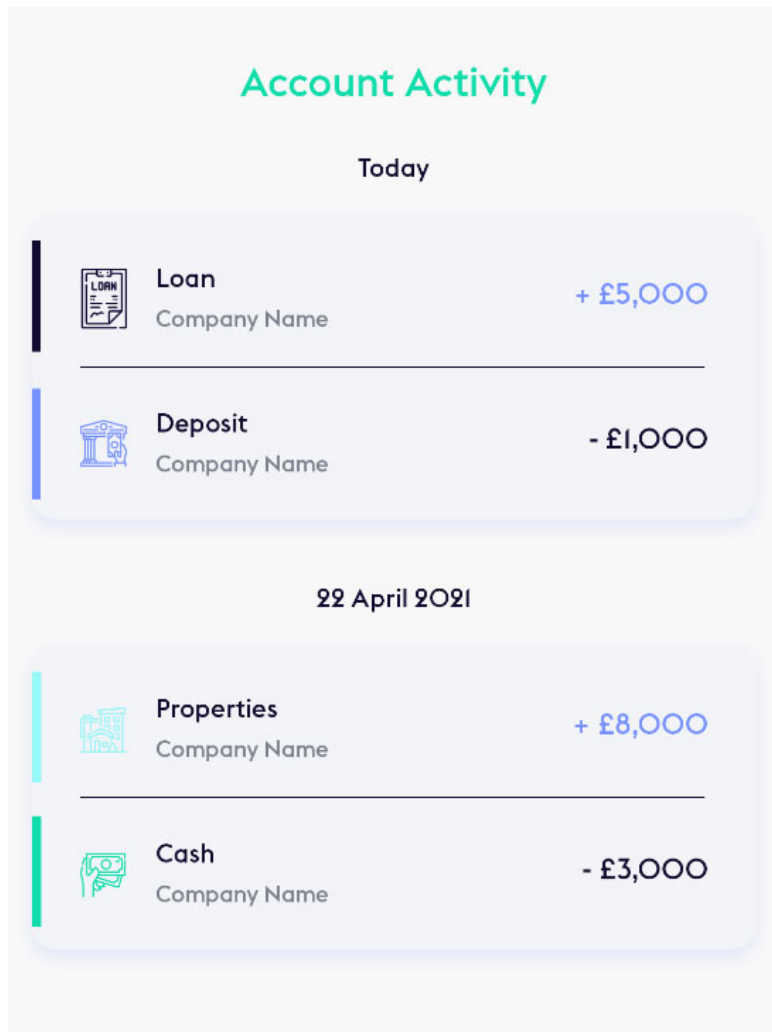 Account Activity
Today
LOAN
Loan
+ £5,000
Company Name
Deposit
- £1,000
Company Name
22 April 2021
Properties
+ £8,000
Company Name
Cash
- £3,000
Company Name